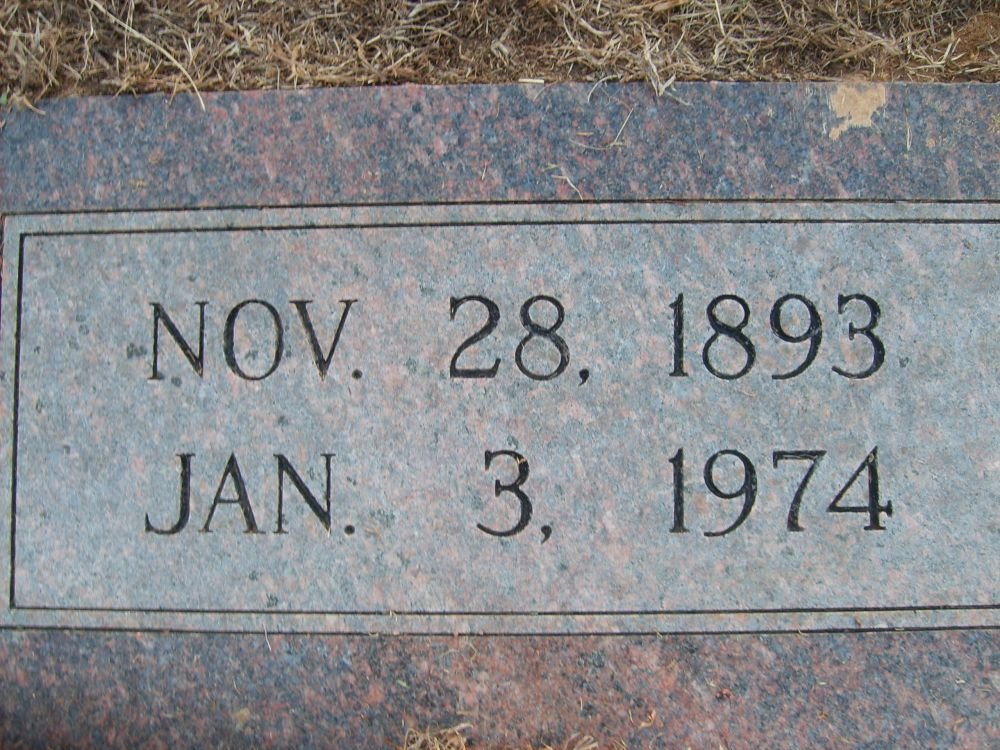 NOV. 28, 1893
JAN. 3, 1974